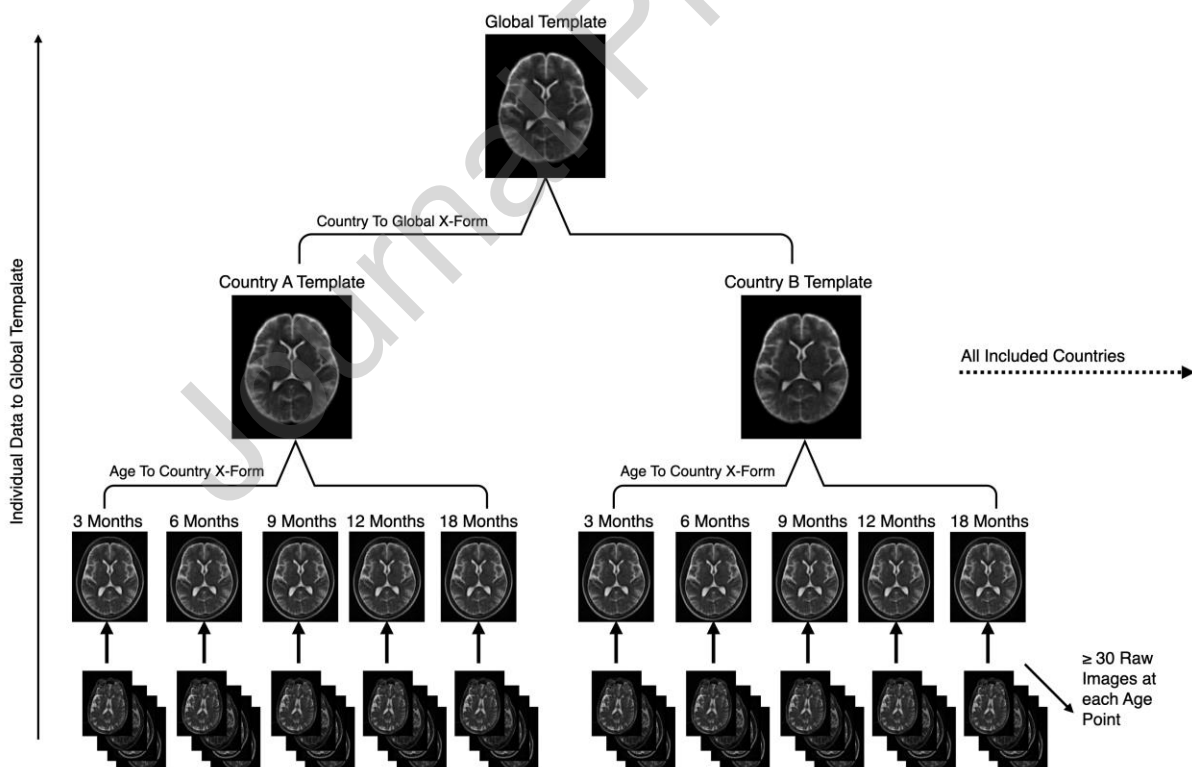 Global Template
Country To Global X-Form
Country A Template
Country B Template
All Included Countries
Individual Data to Global Tempalate
Age To Country X-Form
Age To Country X-Form
3 Months
6 Months
9 Months
12 Months
18 Months
3 Months
6 Months
9 Months
12 Months
18 Months
≥ 30 Raw
Images at
each Age
Point
Journal Pr